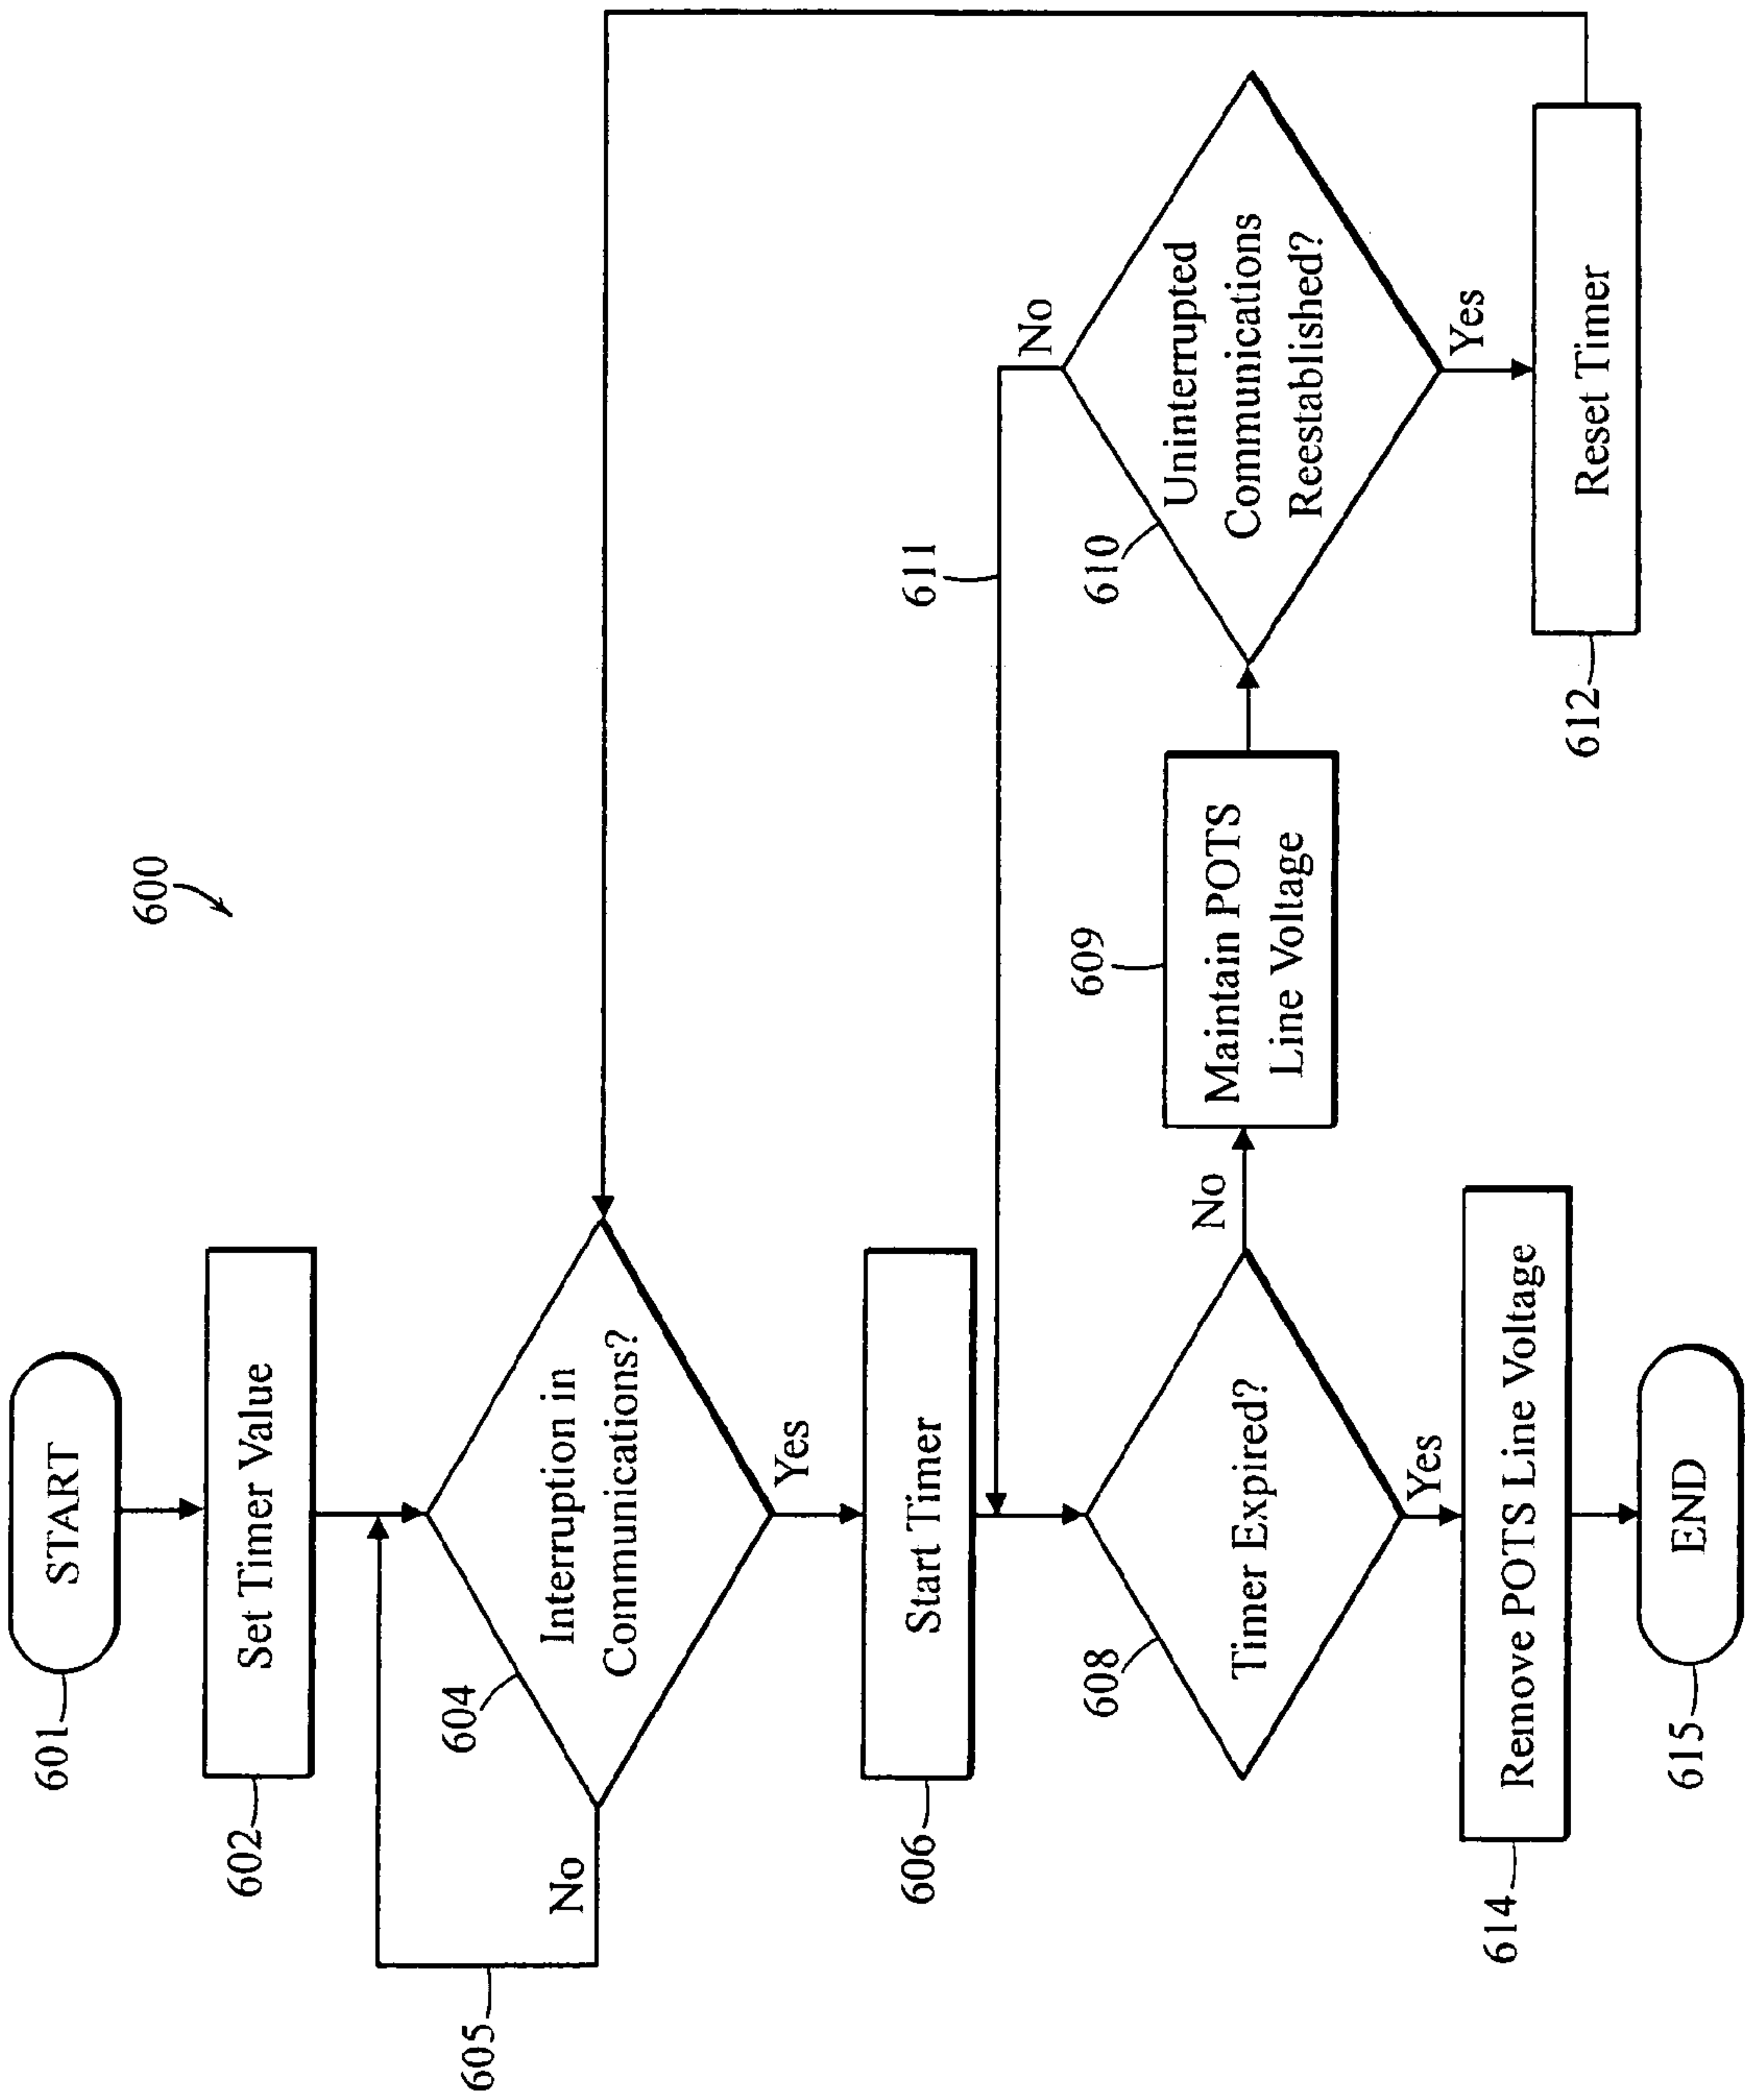 600
601
START
602
Set Timer Value
604
Interruption in
Communications?
No
605
Yes
606
Start Timer
608
Timer Expired?
No
609
Maintain POTS
Line Voltage
610
Uninterrupted
Communications
Reestablished?
No
611
Yes
612
Reset Timer
Yes
614
Remove POTS Line Voltage
615
END